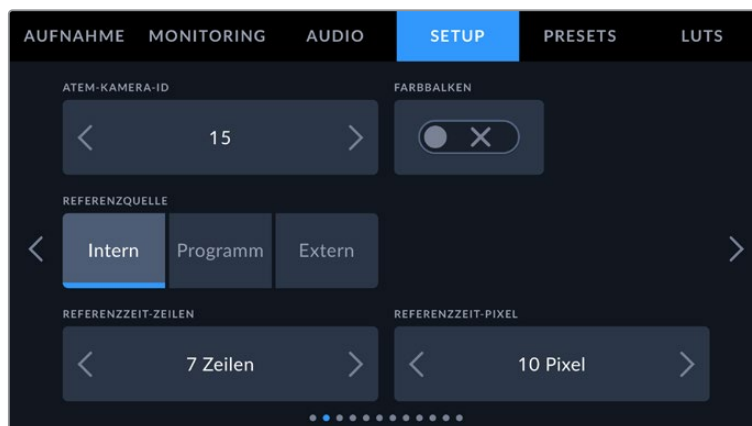 AUFNAHME MONITORING AUDIO SETUP PRESETS LUTS
ATEM-KAMERA-ID FARBBALKEN
15
REFERENZQUELLE
Intern Programm Extern
REFERENZZEIT-ZEILEN REFERENZZEIT-PIXEL
7 Zeilen 10 Pixel